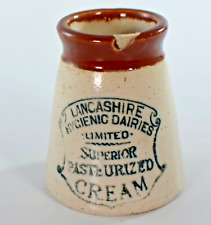 LANCASHIRE
HYGIENIC DAIRIES
LIMITED
SUPERIOR
PASTEURIZED
CREAM